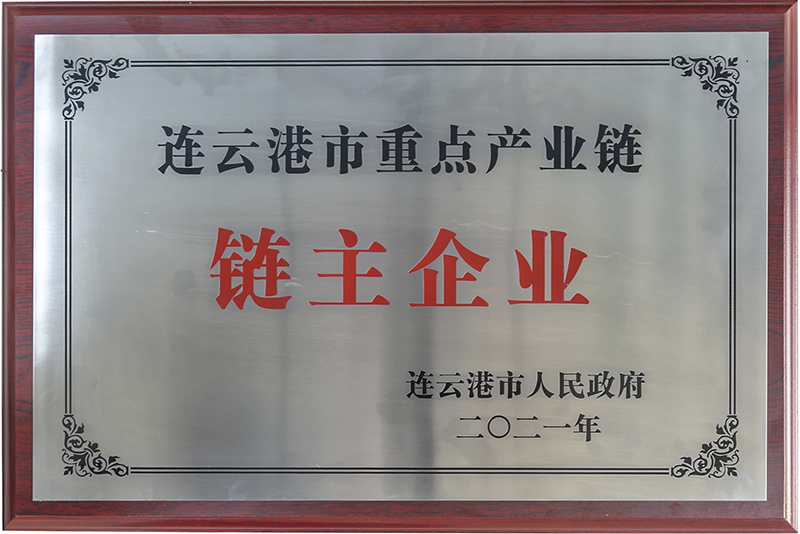 连云港市重点产业链
链主企业
连云港市人民政府
二〇二一年